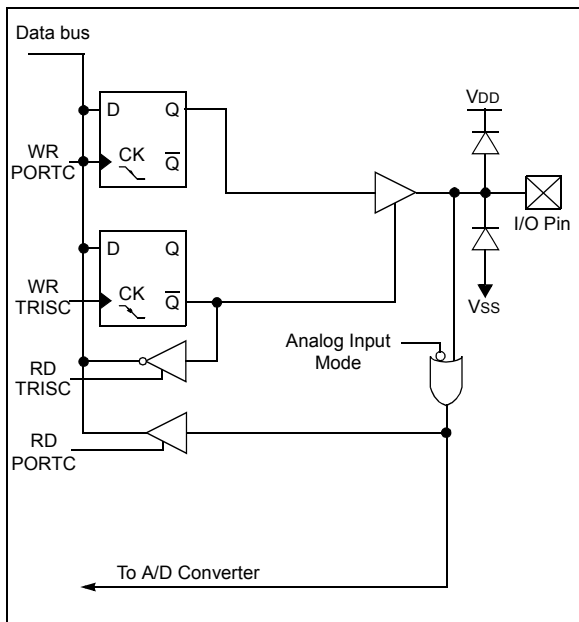 Data bus
D Q
VDD
WR
PORTC
CK Q̅
I/O Pin
D Q
WR
TRISC
CK Q̅
VSS
Analog Input
Mode
RD
TRISC
RD
PORTC
To A/D Converter